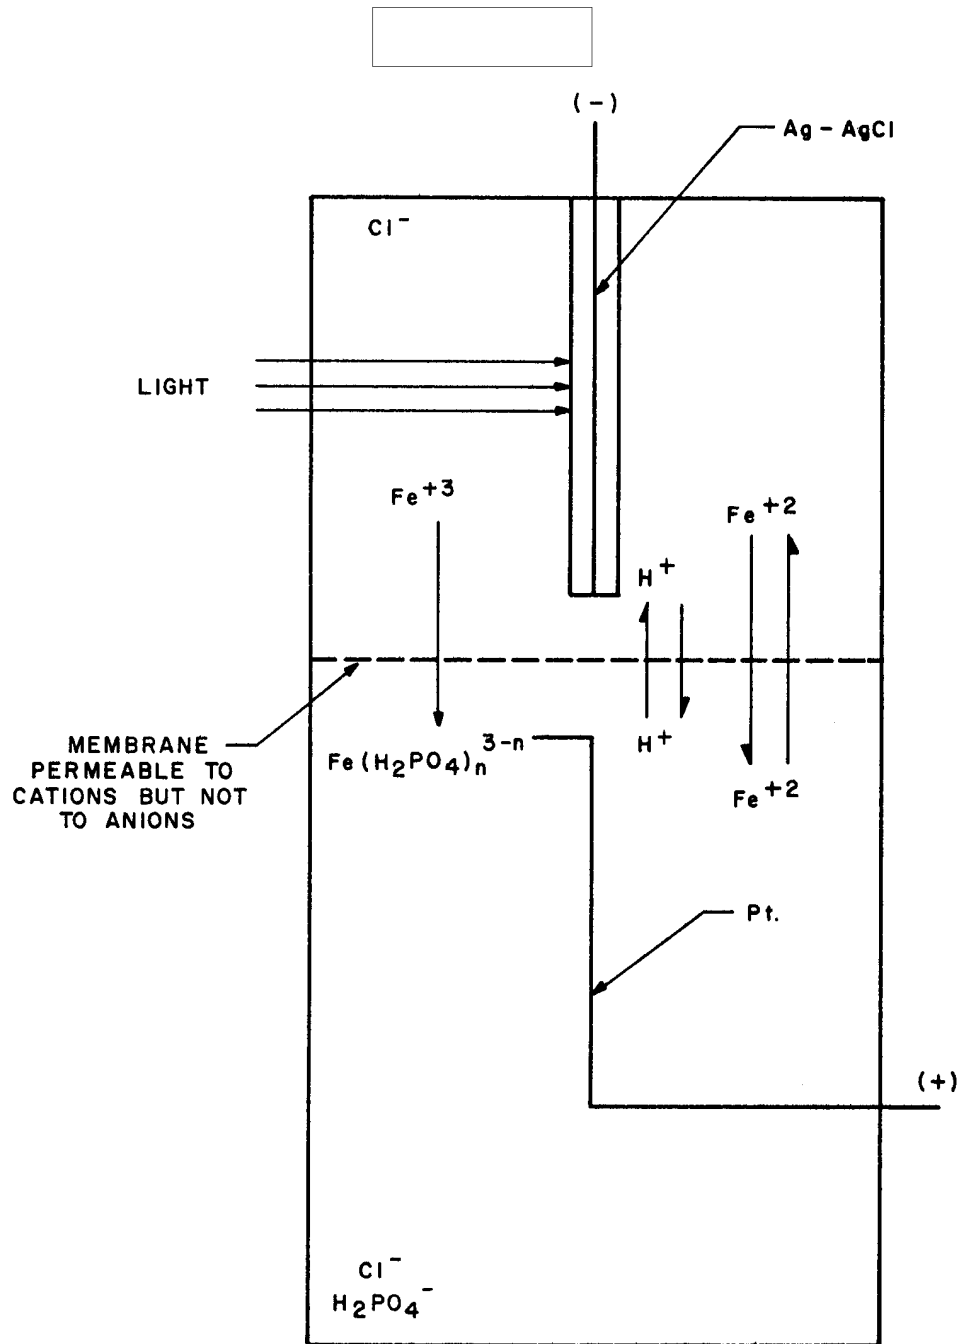 (-)
Ag - AgCl
Cl⁻
LIGHT
Fe⁺³
Fe⁺²
H⁺
MEMBRANE
PERMEABLE TO
CATIONS BUT NOT
TO ANIONS
Fe(H₂PO₄)ₙ³⁻ⁿ
H⁺
Fe⁺²
Pt.
(+)
Cl⁻
H₂PO₄⁻